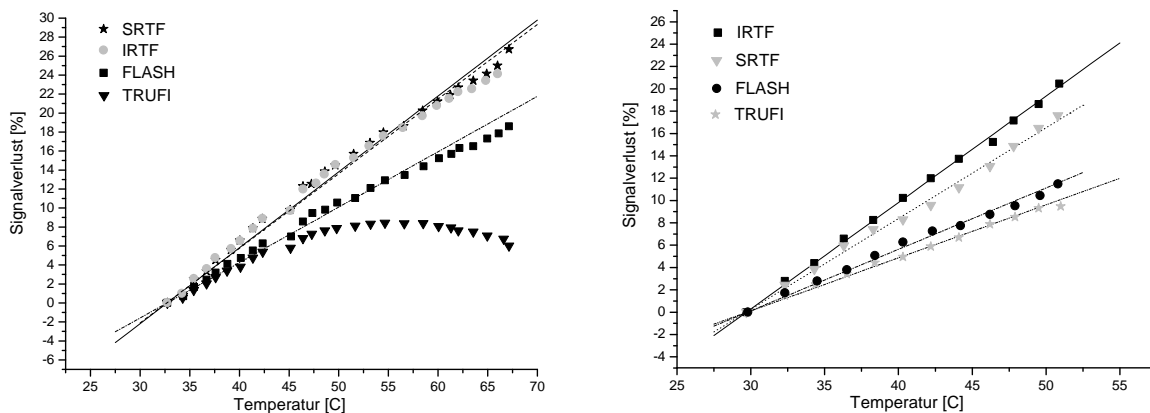 30
28
26
24
22
20
18
16
14
12
10
8
6
4
2
0
-2
-4
-6
Signalverlust [%]
SRTF
IRTF
FLASH
TRUFI
25 30 35 40 45 50 55 60 65 70
Temperatur [C]
26
24
22
20
18
16
14
12
10
8
6
4
2
0
-2
-4
Signalverlust [%]
IRTF
SRTF
FLASH
TRUFI
25 30 35 40 45 50 55
Temperatur [C]